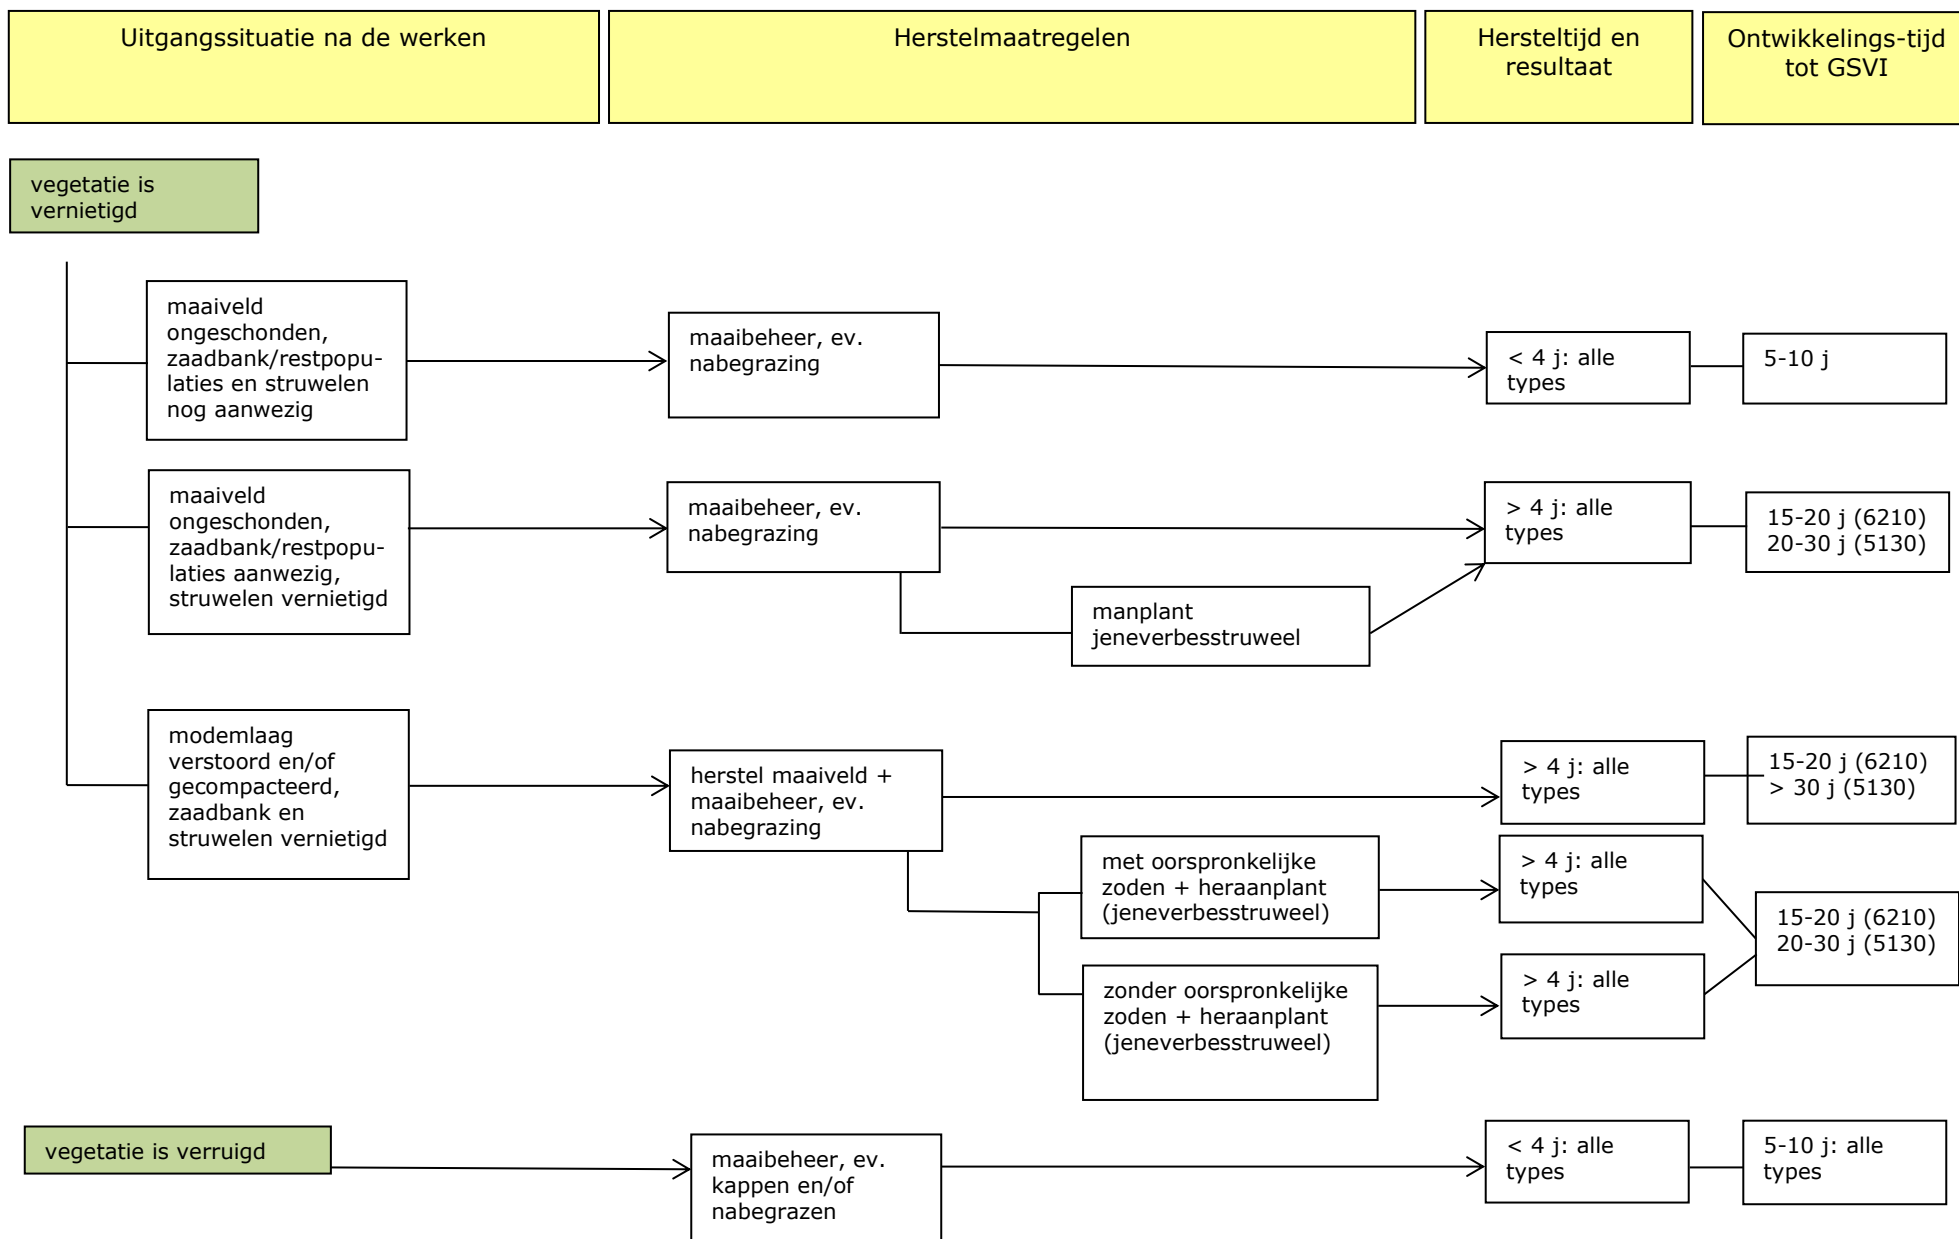 Uitgangssituatie na de werken
Herstelmaatregelen
Hersteltijd en
resultaat
Ontwikkelings-tijd
tot GSVI
vegetatie is
vernietigd
maaiveld
ongeschonden,
zaadbank/restpopu-
laties en struwelen
nog aanwezig
maaibeheer, ev.
nabegrazing
< 4 j: alle
types
5-10 j
maaiveld
ongeschonden,
zaadbank/restpopu-
laties aanwezig,
struwelen vernietigd
maaibeheer, ev.
nabegrazing
> 4 j: alle
types
15-20 j (6210)
20-30 j (5130)
manplant
jeneverbesstruweel
modemlaag
verstoord en/of
gecompacteerd,
zaadbank en
struwelen vernietigd
herstel maaiveld +
maaibeheer, ev.
nabegrazing
> 4 j: alle
types
15-20 j (6210)
> 30 j (5130)
met oorspronkelijke
zoden + heraanplant
(jeneverbesstruweel)
> 4 j: alle
types
15-20 j (6210)
20-30 j (5130)
zonder oorspronkelijke
zoden + heraanplant
(jeneverbesstruweel)
> 4 j: alle
types
vegetatie is verruigd
maaibeheer, ev.
kappen en/of
nabegrazen
< 4 j: alle
types
5-10 j: alle
types